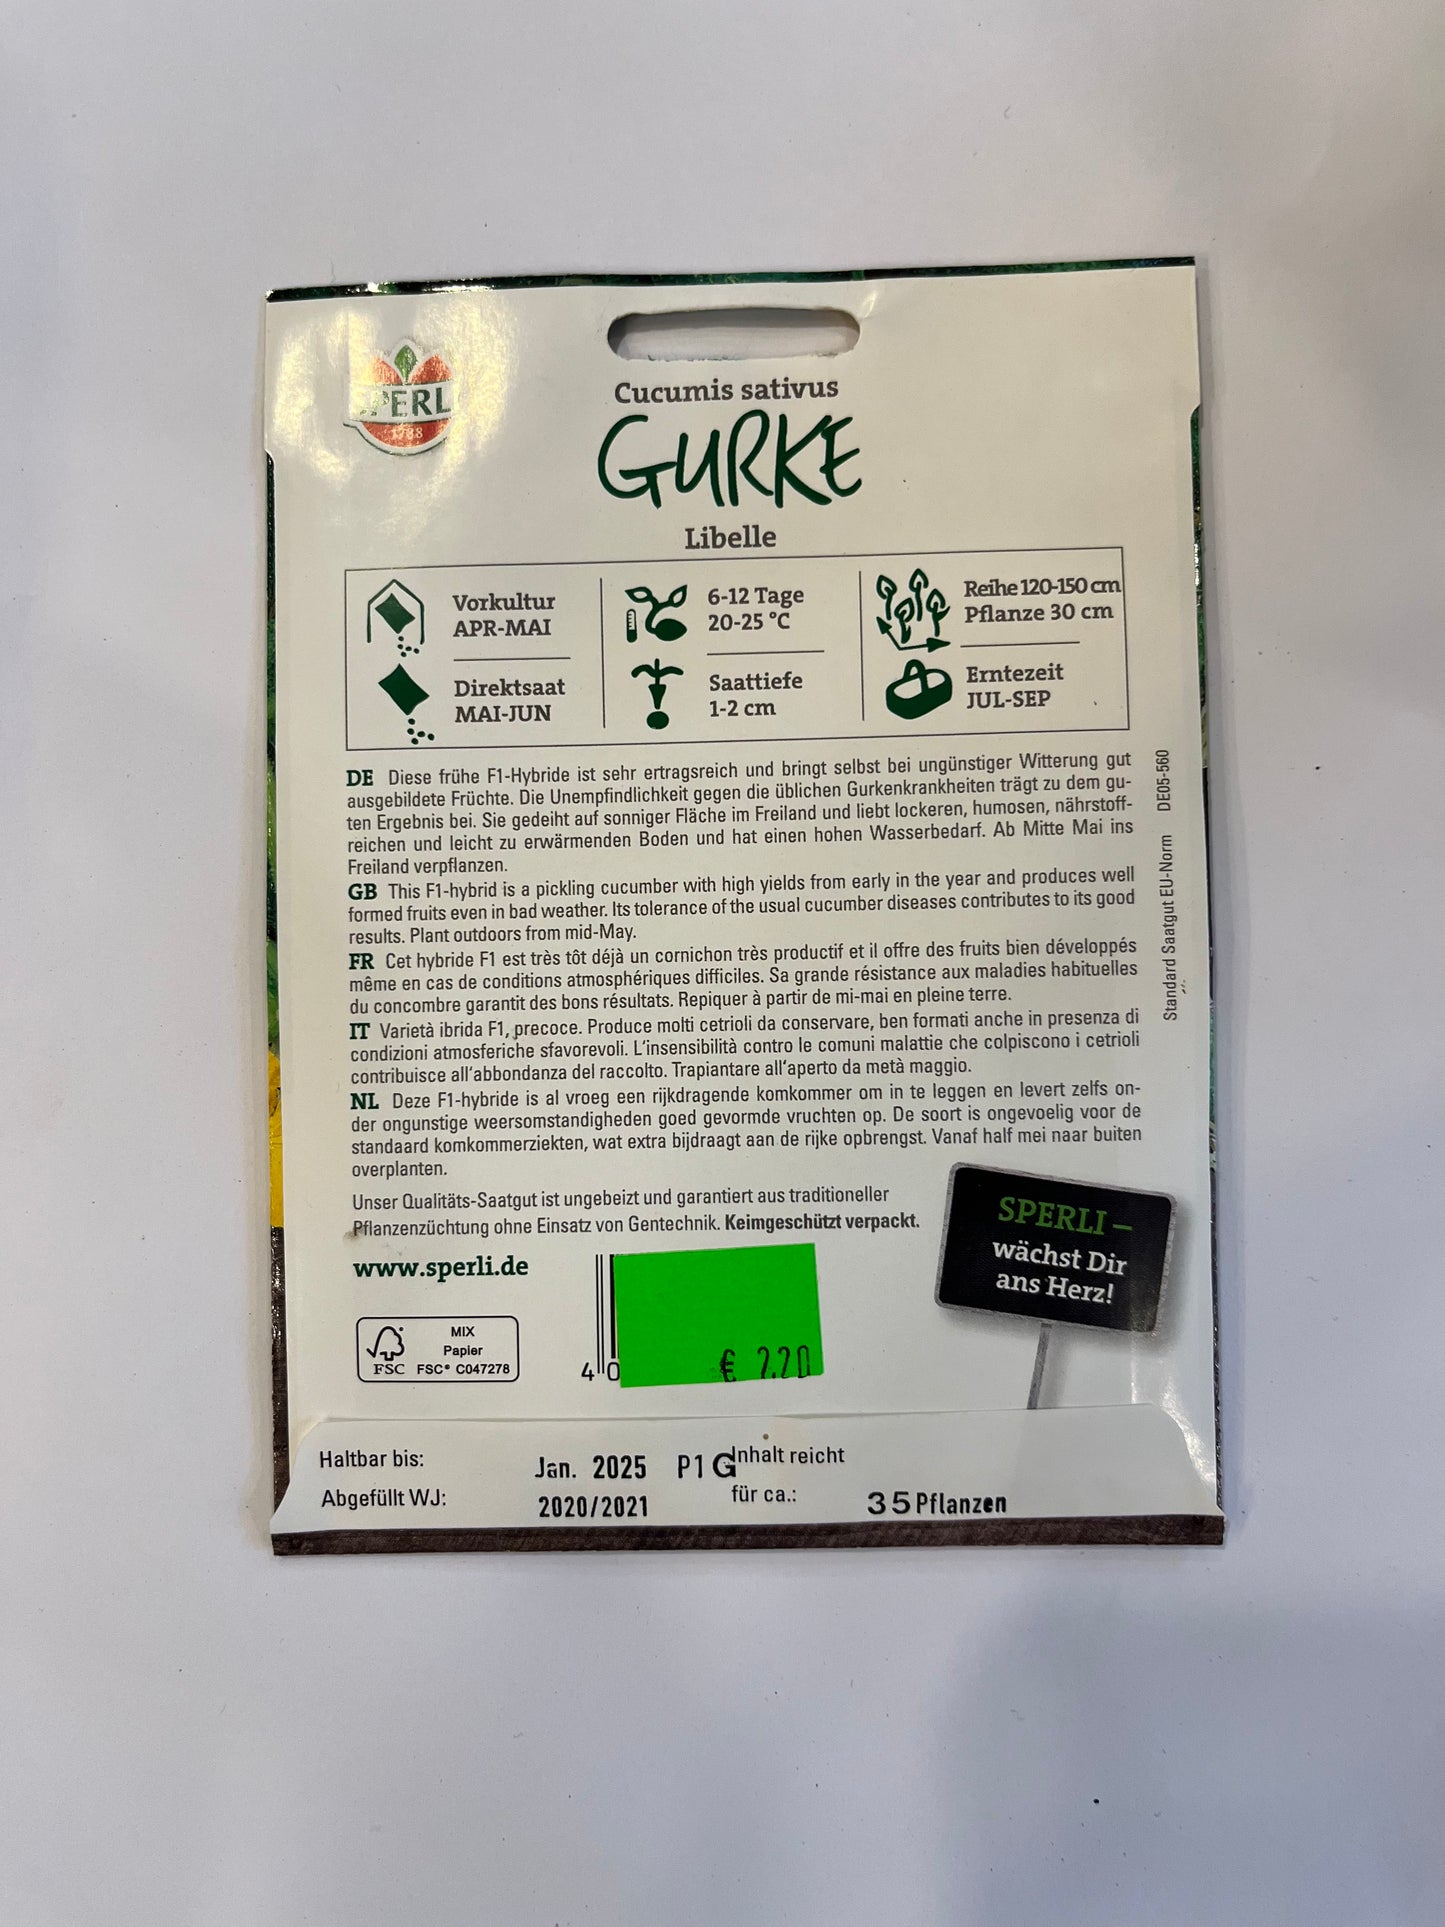 SPERLI
1788
Cucumis sativus
GURKE
Libelle
Vorkultur
APR-MAI
Direktsaat
MAI-JUN
6-12 Tage
20-25 °C
Saattiefe
1-2 cm
Reihe 120-150 cm
Pflanze 30 cm
Erntezeit
JUL-SEP
DE Diese frühe F1-Hybride ist sehr ertragsreich und bringt selbst bei ungünstiger Witterung gut
ausgebildete Früchte. Die Unempfindlichkeit gegen die üblichen Gurkenkrankheiten trägt zu dem gu-
ten Ergebnis bei. Sie gedeiht auf sonniger Fläche im Freiland und liebt lockeren, humosen, nährstoff-
reichen und leicht zu erwärmenden Boden und hat einen hohen Wasserbedarf. Ab Mitte Mai ins
Freiland verpflanzen.
GB This F1-hybrid is a pickling cucumber with high yields from early in the year and produces well
formed fruits even in bad weather. Its tolerance of the usual cucumber diseases contributes to its good
results. Plant outdoors from mid-May.
FR Cet hybride F1 est très tôt déjà un cornichon très productif et il offre des fruits bien développés
même en cas de conditions atmosphériques difficiles. Sa grande résistance aux maladies habituelles
du concombre garantit des bons résultats. Repiquer à partir de mi-mai en pleine terre.
IT Varietà ibrida F1, precoce. Produce molti cetrioli da conservare, ben formati anche in presenza di
condizioni atmosferiche sfavorevoli. L'insensibilità contro le comuni malattie che colpiscono i cetrioli
contribuisce all'abbondanza del raccolto. Trapiantare all'aperto da metà maggio.
NL Deze F1-hybride is al vroeg een rijkdragende komkommer om in te leggen en levert zelfs on-
der ongunstige weersomstandigheden goed gevormde vruchten op. De soort is ongevoelig voor de
standaard komkommerziekten, wat extra bijdraagt aan de rijke opbrengst. Vanaf half mei naar buiten
overplanten.
Unser Qualitäts-Saatgut ist ungebeizt und garantiert aus traditioneller
Pflanzenzüchtung ohne Einsatz von Gentechnik. Keimgeschützt verpackt.
Standard Saatgut EU-Norm DE05-560
www.sperli.de
SPERLI –
wächst Dir
ans Herz!
MIX
Papier
FSC FSC® C047278
4 0
€ 2.20
Haltbar bis: Jan. 2025 P1 G Inhalt reicht
Abgefüllt WJ: 2020/2021 für ca.: 35 Pflanzen